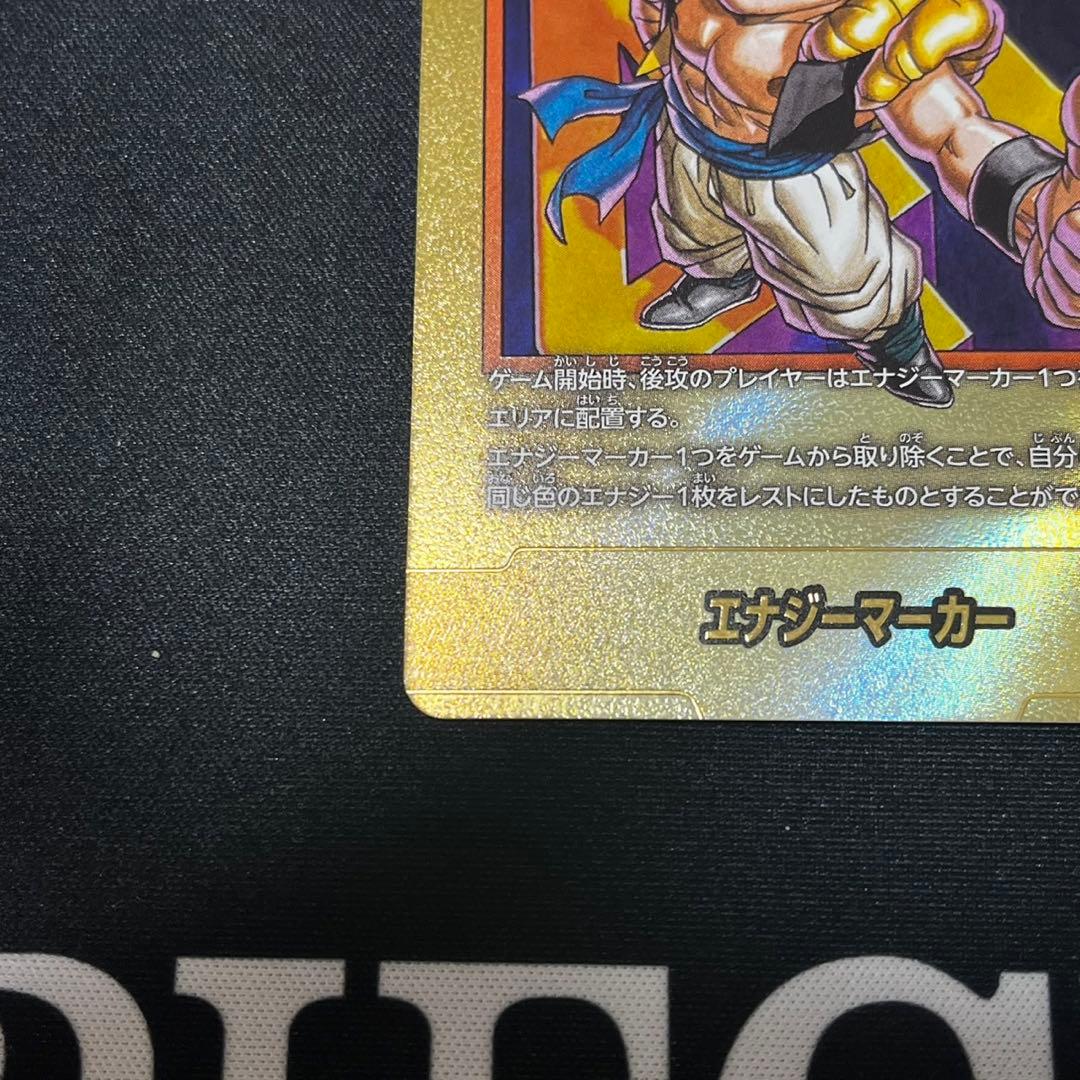 ゲーム開始時、後攻のプレイヤーはエナジーマーカー1つを
エリアに配置する。
エナジーマーカー1つをゲームから取り除くことで、自分
同じ色のエナジー1枚をレストにしたものとすることがで
エナジーマーカー